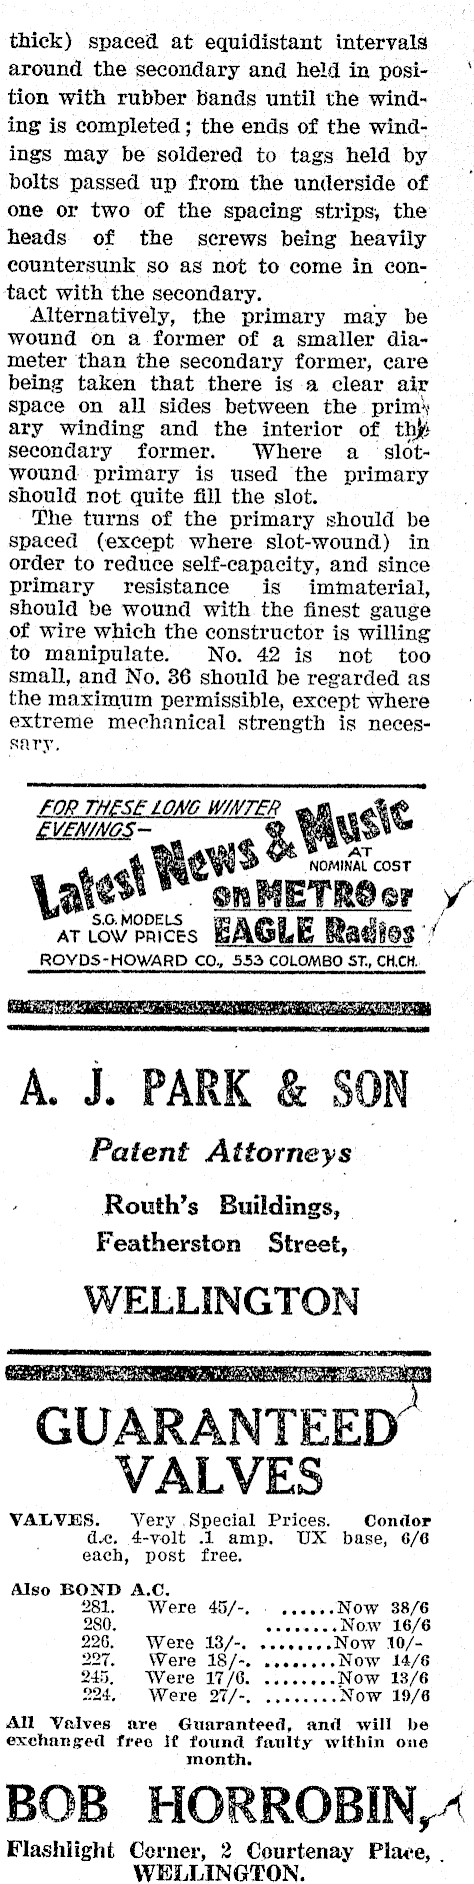 thick) spaced at equidistant intervals
around the secondary and held in posi-
tion with rubber bands until the wind-
ing is completed; the ends of the wind-
ings may be soldered to tags held by
bolts passed up from the underside of
one or two of the spacing strips, the
heads of the screws being heavily
countersunk so as not to come in con-
tact with the secondary.
Alternatively, the primary may be
wound on a former of a smaller dia-
meter than the secondary former, care
being taken that there is a clear air
space on all sides between the prim-
ary winding and the interior of the
secondary former. Where a slot-
wound primary is used the primary
should not quite fill the slot.
The turns of the primary should be
spaced (except where slot-wound) in
order to reduce self-capacity, and since
primary resistance is immaterial,
should be wound with the finest gauge
of wire which the constructor is willing
to manipulate. No. 42 is not too
small, and No. 36 should be regarded as
the maximum permissible, except where
extreme mechanical strength is neces-
sary.
FOR THESE LONG WINTER
EVENINGS—
Latest News & Music
AT
NOMINAL COST
on METRO or
S.G. MODELS
AT LOW PRICES
EAGLE Radios
ROYDS-HOWARD CO., 553 COLOMBO ST., CH.CH.
A. J. PARK & SON
Patent Attorneys
Routh's Buildings,
Featherston Street,
WELLINGTON
GUARANTEED
VALVES
VALVES. Very Special Prices. Condor
d.c. 4-volt .1 amp. UX base, 6/6
each, post free.
Also BOND A.C.
281. Were 45/-. ......Now 38/6
280. ........Now 16/6
226. Were 13/-. ........Now 10/-
227. Were 18/-. ........Now 14/6
245. Were 17/6. ........Now 13/6
224. Were 27/-. ........Now 19/6
All Valves are Guaranteed, and will be
exchanged free if found faulty within one
month.
BOB HORROBIN,
Flashlight Corner, 2 Courtenay Place,
WELLINGTON.